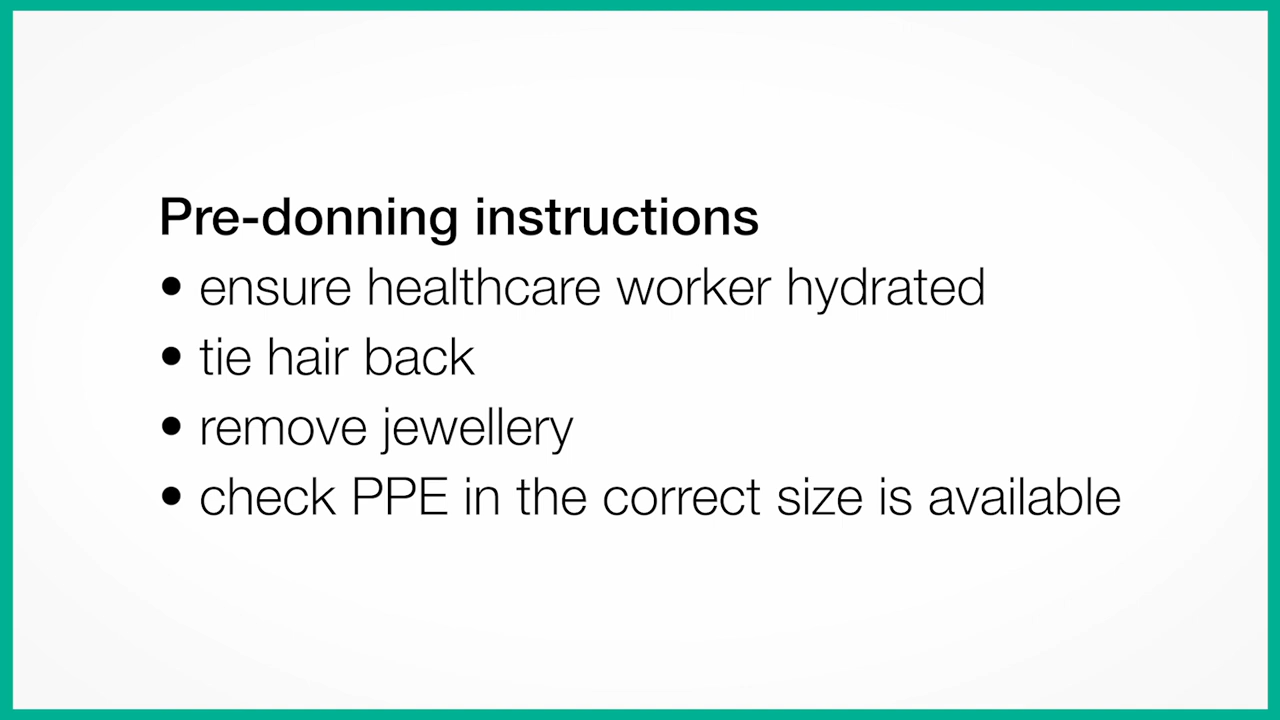 Pre-donning instructions
• ensure healthcare worker hydrated
• tie hair back
• remove jewellery
• check PPE in the correct size is available